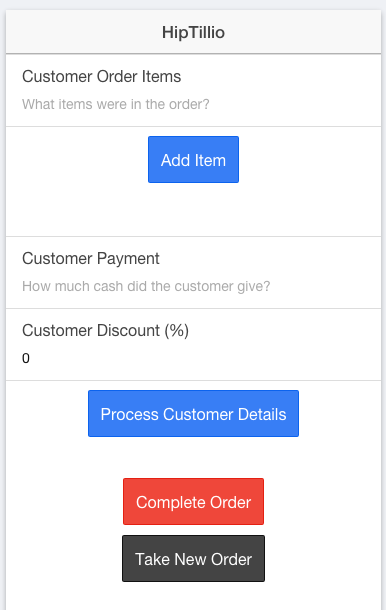 HipTillio
Customer Order Items
What items were in the order?
Add Item
Customer Payment
How much cash did the customer give?
Customer Discount (%)
0
Process Customer Details
Complete Order
Take New Order